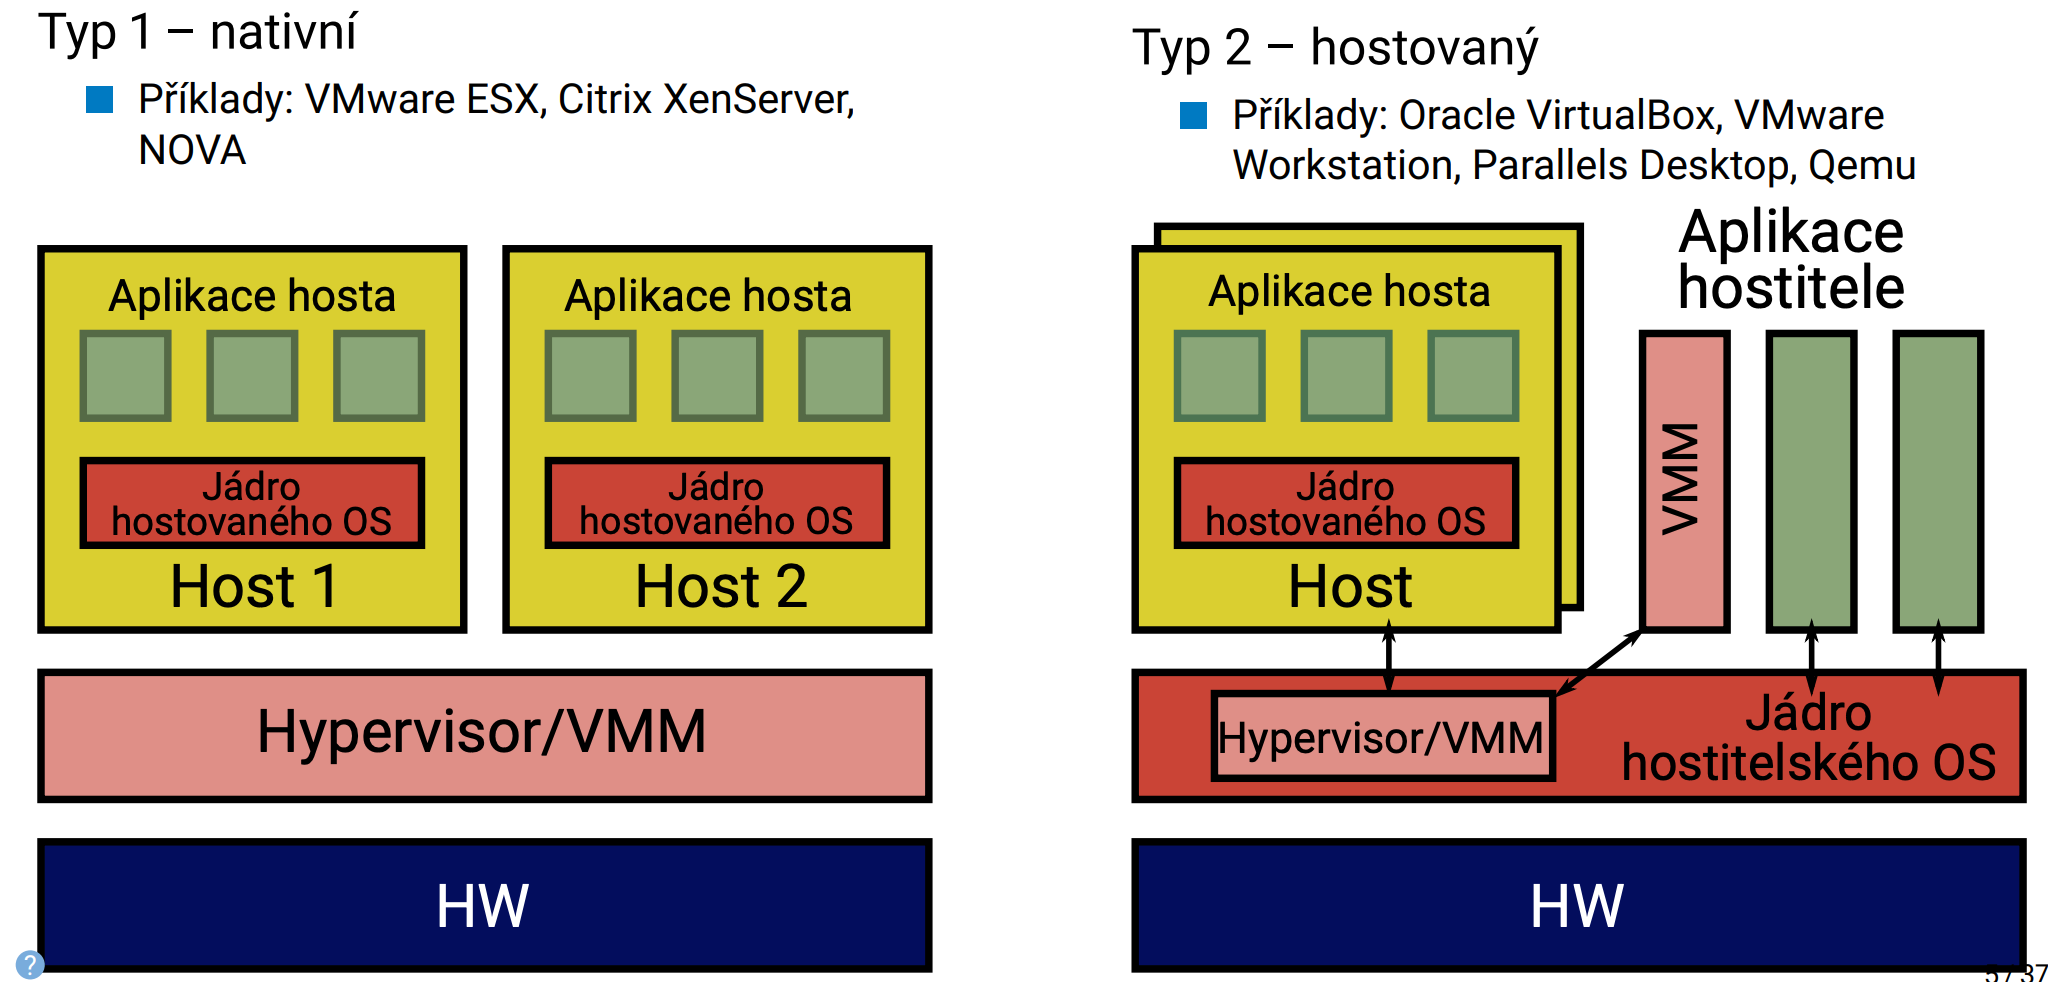 Typ 1 – nativní
Příklady: VMware ESX, Citrix XenServer,
NOVA
Aplikace hosta
Jádro
hostovaného OS
Host 1
Aplikace hosta
Jádro
hostovaného OS
Host 2
Hypervisor/VMM
HW
?
Typ 2 – hostovaný
Příklady: Oracle VirtualBox, VMware
Workstation, Parallels Desktop, Qemu
Aplikace hosta
Jádro
hostovaného OS
Host
Aplikace
hostitele
VMM
Hypervisor/VMM
Jádro
hostitelského OS
HW
5 / 37